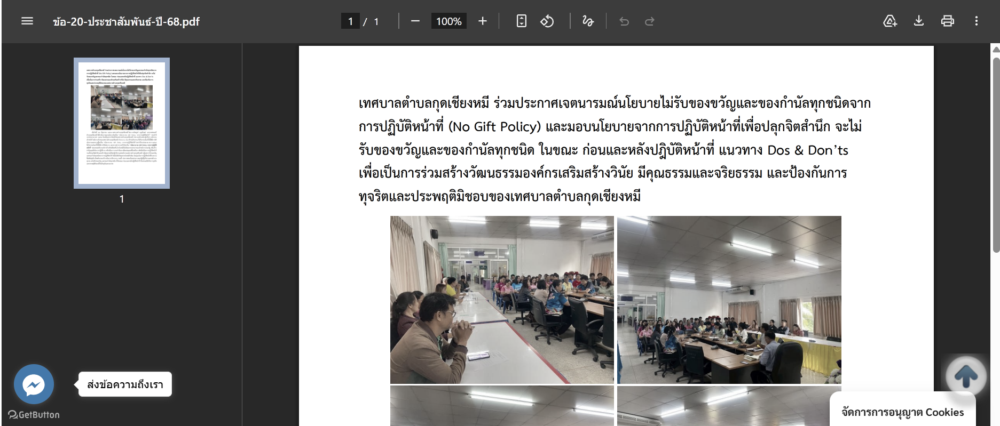 ข้อ-20-ประชาสัมพันธ์-ปี-68.pdf
1 / 1
100%
1
เทศบาลตำบลกุดเชียงหมี ร่วมประกาศเจตนารมณ์นโยบายไม่รับของขวัญและของกำนัลทุกชนิดจาก
การปฏิบัติหน้าที่ (No Gift Policy) และมอบนโยบายจากการปฏิบัติหน้าที่เพื่อปลุกจิตสำนึก จะไม่
รับของขวัญและของกำนัลทุกชนิด ในขณะ ก่อนและหลังปฎิบัติหน้าที่ แนวทาง Dos & Don’ts
เพื่อเป็นการร่วมสร้างวัฒนธรรมองค์กรเสริมสร้างวินัย มีคุณธรรมและจริยธรรม และป้องกันการ
ทุจริตและประพฤติมิชอบของเทศบาลตำบลกุดเชียงหมี
ส่งข้อความถึงเรา
GetButton
จัดการการอนุญาต Cookies